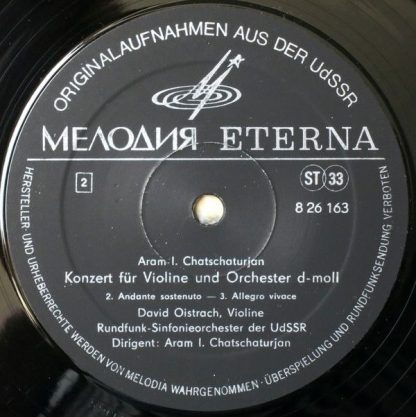 ORIGINALAUFNAHMEN AUS DER UdSSR
МЕЛОДИЯ ETERNA
2
ST 33
8 26 163
Aram I. Chatschaturjan
Konzert für Violine und Orchester d-moll
2. Andante sostenuto — 3. Allegro vivace
David Oistrach, Violine
Rundfunk-Sinfonieorchester der UdSSR
Dirigent: Aram I. Chatschaturjan
HERSTELLER UND URHEBERRECHTE WERDEN VON MELODIA WAHRGENOMMEN · ÜBERSPIELUNG UND RUNDFUNKSENDUNG VERBOTEN